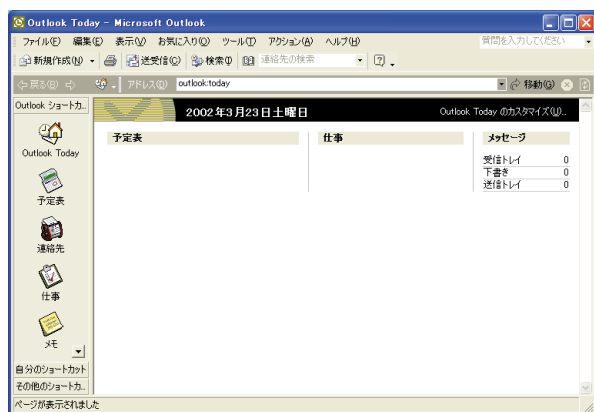 Outlook Today - Microsoft Outlook
ファイル(F) 編集(E) 表示(V) お気に入り(O) ツール(T) アクション(A) ヘルプ(H) 質問を入力してください
新規作成(N) 送受信(C) 検索(I) 連絡先の検索
戻る(B) アドレス(D) outlook:today 移動(G)
Outlook ショートカ..
2002年3月23日土曜日 Outlook Today のカスタマイズ(U)...
予定表 仕事 メッセージ
受信トレイ 0
下書き 0
送信トレイ 0
Outlook Today
予定表
連絡先
仕事
メモ
自分のショートカット
その他のショートカ..
ページが表示されました